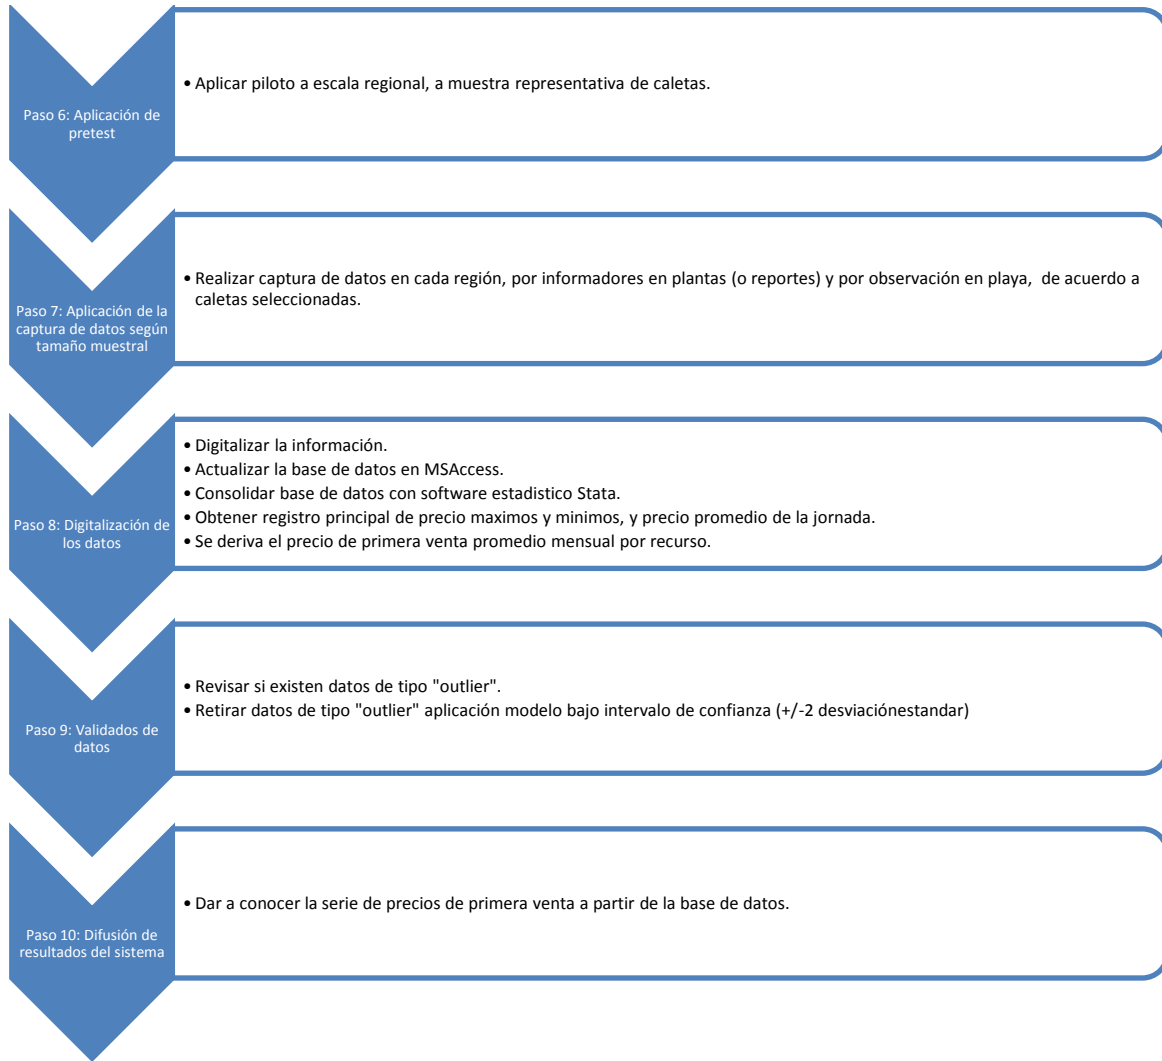 Paso 6: Aplicación de
pretest
• Aplicar piloto a escala regional, a muestra representativa de caletas.
Paso 7: Aplicación de la
captura de datos según
tamaño muestral
• Realizar captura de datos en cada región, por informadores en plantas (o reportes) y por observación en playa, de acuerdo a
caletas seleccionadas.
Paso 8: Digitalización de
los datos
• Digitalizar la información.
• Actualizar la base de datos en MSAccess.
• Consolidar base de datos con software estadistico Stata.
• Obtener registro principal de precio maximos y minimos, y precio promedio de la jornada.
• Se deriva el precio de primera venta promedio mensual por recurso.
Paso 9: Validados de
datos
• Revisar si existen datos de tipo "outlier".
• Retirar datos de tipo "outlier" aplicación modelo bajo intervalo de confianza (+/-2 desviaciónestandar)
Paso 10: Difusión de
resultados del sistema
• Dar a conocer la serie de precios de primera venta a partir de la base de datos.